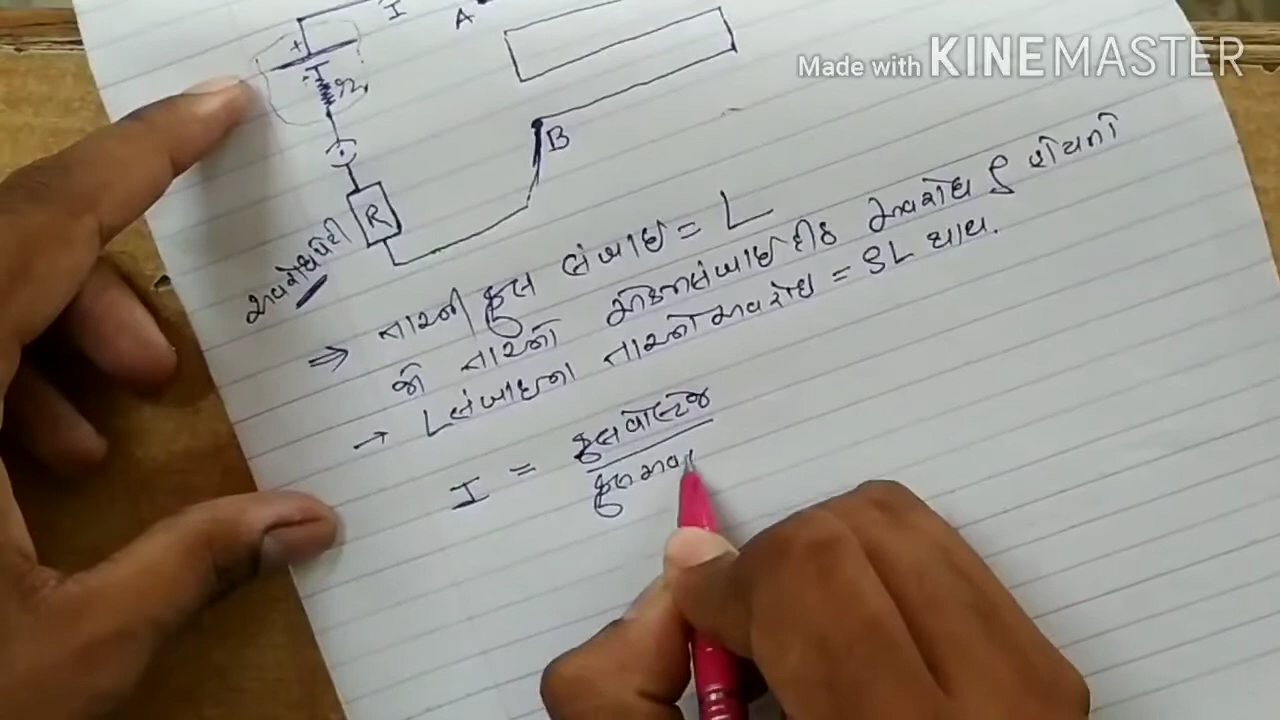 I
A
Made with KINEMASTER
+
r
B
R
અવરોધપેટી
⇒ તારની કુલ લંબાઈ = L
જો તારનો એકમલંબાઈ દીઠ અવરોધ ρ હોય તો
→ L લંબાઈના તારનો અવરોધ = ρL થાય.
I = કુલ વોલ્ટેજ
કુલ અવ